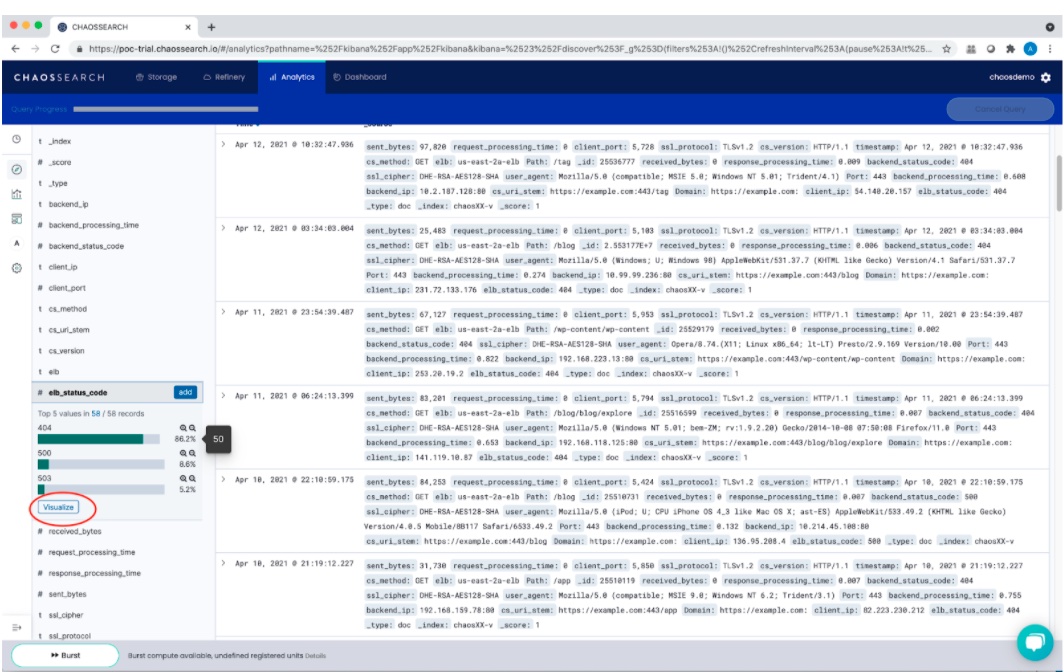 CHAOSSEARCH
https://poc-trial.chaossearch.io/#/analytics?pathname=%252Fkibana%252Fapp%252Fkibana&kibana=%2523%252Fdiscover%253F_g%253D(filters%253A!()%252CrefreshInterval%253A(pause%253A!t%25...
CHAOSSEARCH Storage Refinery Analytics Dashboard chaosdemo
Query Progress Cancel Query
Time _source
t _index
# _score
t _type
t backend_ip
# backend_processing_time
# backend_status_code
t client_ip
# client_port
t cs_method
t cs_uri_stem
t cs_version
t elb
# elb_status_code add
Top 5 values in 58 / 58 records
404
86.2% 50
500
8.6%
503
5.2%
Visualize
# received_bytes
# request_processing_time
# response_processing_time
# sent_bytes
t ssl_cipher
t ssl_protocol
Apr 12, 2021 @ 10:32:47.936 sent_bytes: 97,820 request_processing_time: 0 client_port: 5,728 ssl_protocol: TLSv1.2 cs_version: HTTP/1.1 timestamp: Apr 12, 2021 @ 10:32:47.936
cs_method: GET elb: us-east-2a-elb Path: /tag _id: 25536777 received_bytes: 0 response_processing_time: 0.009 backend_status_code: 404
ssl_cipher: DHE-RSA-AES128-SHA user_agent: Mozilla/5.0 (compatible; MSIE 5.0; Windows NT 5.01; Trident/4.1) Port: 443 backend_processing_time: 0.608
backend_ip: 10.2.187.128:80 cs_uri_stem: https://example.com:443/tag Domain: https://example.com: client_ip: 54.140.20.157 elb_status_code: 404
_type: doc _index: chaosXX-v _score: 1
Apr 12, 2021 @ 03:34:03.004 sent_bytes: 25,483 request_processing_time: 0 client_port: 5,103 ssl_protocol: TLSv1.2 cs_version: HTTP/1.1 timestamp: Apr 12, 2021 @ 03:34:03.004
cs_method: GET elb: us-east-2a-elb Path: /blog _id: 2.553177E+7 received_bytes: 0 response_processing_time: 0.006 backend_status_code: 404
ssl_cipher: DHE-RSA-AES128-SHA user_agent: Mozilla/5.0 (Windows; U; Windows 98) AppleWebKit/531.37.7 (KHTML like Gecko) Version/4.1 Safari/531.37.7
Port: 443 backend_processing_time: 0.274 backend_ip: 10.99.99.236:80 cs_uri_stem: https://example.com:443/blog Domain: https://example.com:
client_ip: 231.72.133.176 elb_status_code: 404 _type: doc _index: chaosXX-v _score: 1
Apr 11, 2021 @ 23:54:39.487 sent_bytes: 67,127 request_processing_time: 0 client_port: 5,953 ssl_protocol: TLSv1.2 cs_version: HTTP/1.1 timestamp: Apr 11, 2021 @ 23:54:39.487
cs_method: GET elb: us-east-2a-elb Path: /wp-content/wp-content _id: 25529179 received_bytes: 0 response_processing_time: 0.002
backend_status_code: 404 ssl_cipher: DHE-RSA-AES128-SHA user_agent: Opera/8.74.(X11; Linux x86_64; lt-LT) Presto/2.9.169 Version/10.00 Port: 443
backend_processing_time: 0.822 backend_ip: 192.168.223.13:80 cs_uri_stem: https://example.com:443/wp-content/wp-content Domain: https://example.com:
client_ip: 253.20.19.2 elb_status_code: 404 _type: doc _index: chaosXX-v _score: 1
Apr 11, 2021 @ 06:24:13.399 sent_bytes: 83,201 request_processing_time: 0 client_port: 5,794 ssl_protocol: TLSv1.2 cs_version: HTTP/1.1 timestamp: Apr 11, 2021 @ 06:24:13.399
cs_method: GET elb: us-east-2a-elb Path: /blog/blog/explore _id: 25516599 received_bytes: 0 response_processing_time: 0.007 backend_status_code: 404
ssl_cipher: DHE-RSA-AES128-SHA user_agent: Mozilla/5.0 (Windows NT 5.01; bem-ZM; rv:1.9.2.20) Gecko/2014-10-08 07:50:08 Firefox/11.0 Port: 443
backend_processing_time: 0.653 backend_ip: 192.168.118.125:80 cs_uri_stem: https://example.com:443/blog/blog/explore Domain: https://example.com:
client_ip: 141.119.10.87 elb_status_code: 404 _type: doc _index: chaosXX-v _score: 1
Apr 10, 2021 @ 22:10:59.175 sent_bytes: 84,253 request_processing_time: 0 client_port: 5,424 ssl_protocol: TLSv1.2 cs_version: HTTP/1.1 timestamp: Apr 10, 2021 @ 22:10:59.175
cs_method: GET elb: us-east-2a-elb Path: /blog _id: 25510731 received_bytes: 0 response_processing_time: 0.007 backend_status_code: 500
ssl_cipher: DHE-RSA-AES128-SHA user_agent: Mozilla/5.0 (iPod; U; CPU iPhone OS 4_3 like Mac OS X; ast-ES) AppleWebKit/533.49.2 (KHTML like Gecko)
Version/4.0.5 Mobile/8B117 Safari/6533.49.2 Port: 443 backend_processing_time: 0.132 backend_ip: 10.214.45.108:80
cs_uri_stem: https://example.com:443/blog Domain: https://example.com: client_ip: 136.95.208.4 elb_status_code: 500 _type: doc _index: chaosXX-v
Apr 10, 2021 @ 21:19:12.227 sent_bytes: 31,730 request_processing_time: 0 client_port: 5,850 ssl_protocol: TLSv1.2 cs_version: HTTP/1.1 timestamp: Apr 10, 2021 @ 21:19:12.227
cs_method: GET elb: us-east-2a-elb Path: /app _id: 25510119 received_bytes: 0 response_processing_time: 0.007 backend_status_code: 404
ssl_cipher: DHE-RSA-AES128-SHA user_agent: Mozilla/5.0 (compatible; MSIE 9.0; Windows NT 6.2; Trident/3.1) Port: 443 backend_processing_time: 0.755
backend_ip: 192.168.159.78:80 cs_uri_stem: https://example.com:443/app Domain: https://example.com: client_ip: 82.223.230.212 elb_status_code: 404
_type: doc _index: chaosXX-v _score: 1
Burst Burst compute available, undefined registered units Details